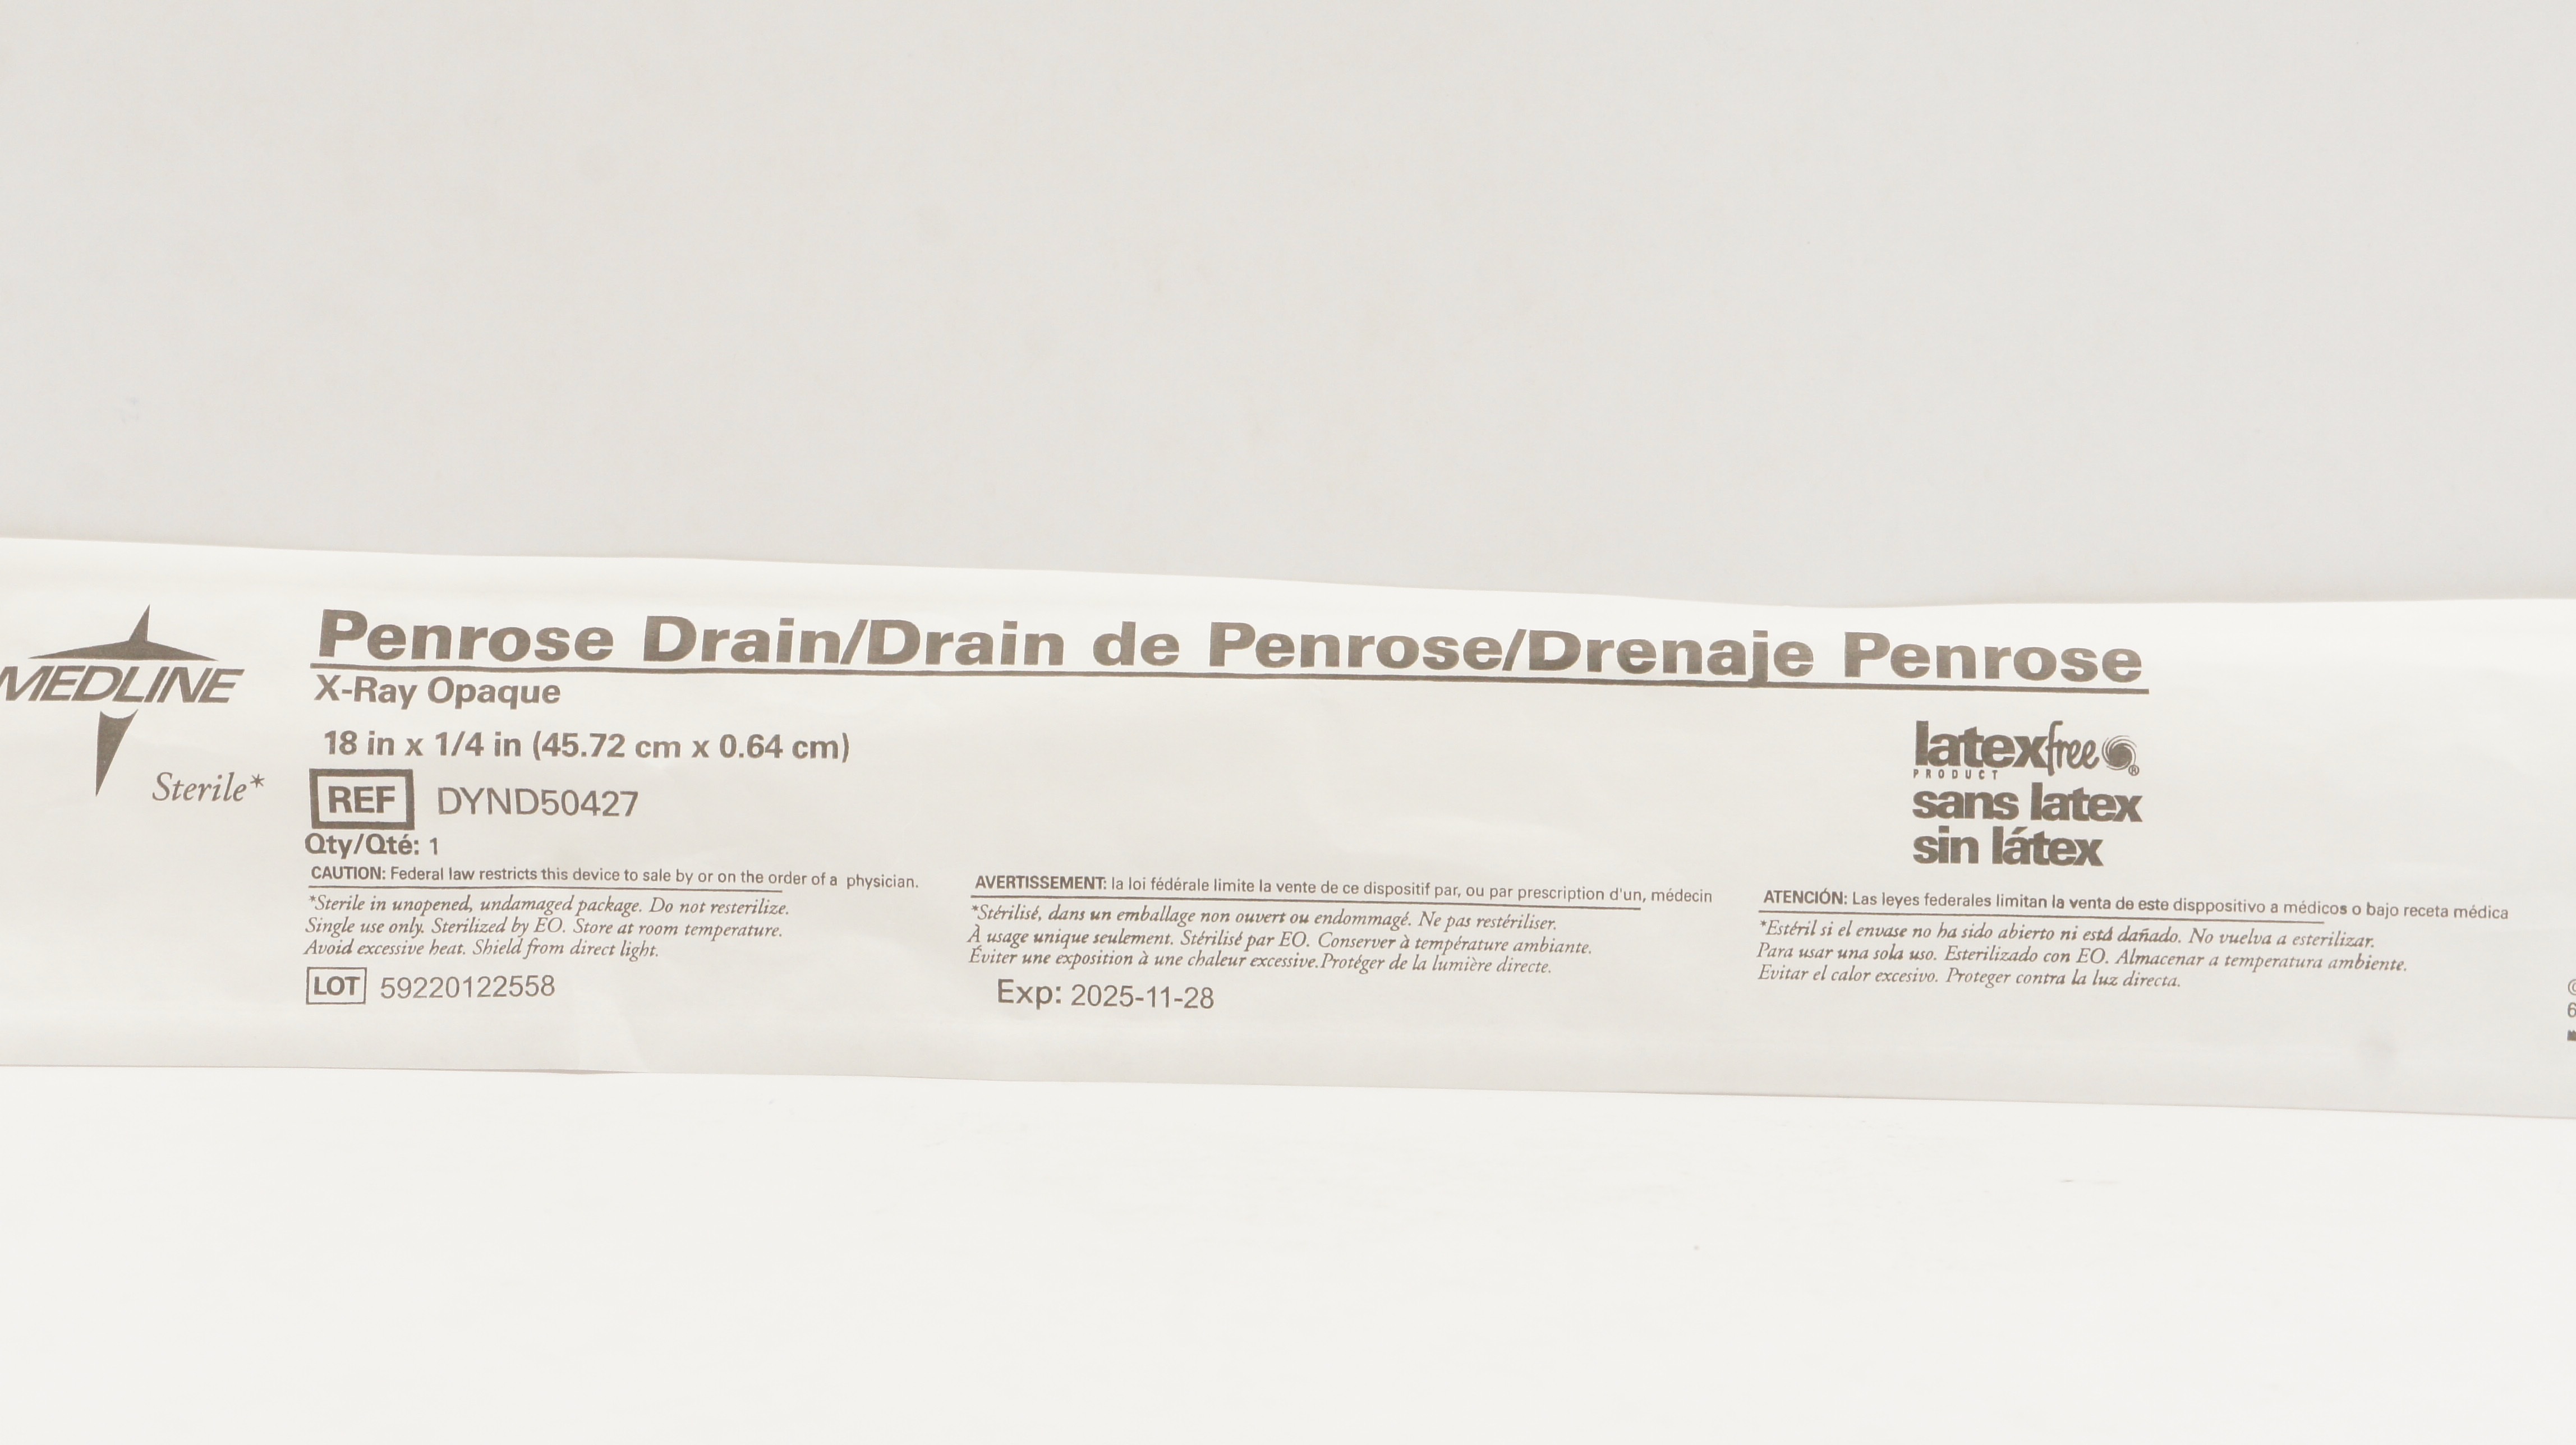 MEDLINE
Sterile*
Penrose Drain/Drain de Penrose/Drenaje Penrose
X-Ray Opaque
18 in x 1/4 in (45.72 cm x 0.64 cm)
REF DYND50427
Qty/Qté: 1
latexfree®
PRODUCT
sans latex
sin látex
CAUTION: Federal law restricts this device to sale by or on the order of a physician.
*Sterile in unopened, undamaged package. Do not resterilize.
Single use only. Sterilized by EO. Store at room temperature.
Avoid excessive heat. Shield from direct light.
LOT 59220122558
AVERTISSEMENT: la loi fédérale limite la vente de ce dispositif par, ou par prescription d'un, médecin
*Stérilisé, dans un emballage non ouvert ou endommagé. Ne pas restériliser.
À usage unique seulement. Stérilisé par EO. Conserver à température ambiante.
Éviter une exposition à une chaleur excessive.Protéger de la lumière directe.
Exp: 2025-11-28
ATENCIÓN: Las leyes federales limitan la venta de este disppositivo a médicos o bajo receta médica
*Estéril si el envase no ha sido abierto ni está dañado. No vuelva a esterilizar.
Para usar una sola uso. Esterilizado con EO. Almacenar a temperatura ambiente.
Evitar el calor excesivo. Proteger contra la luz directa.